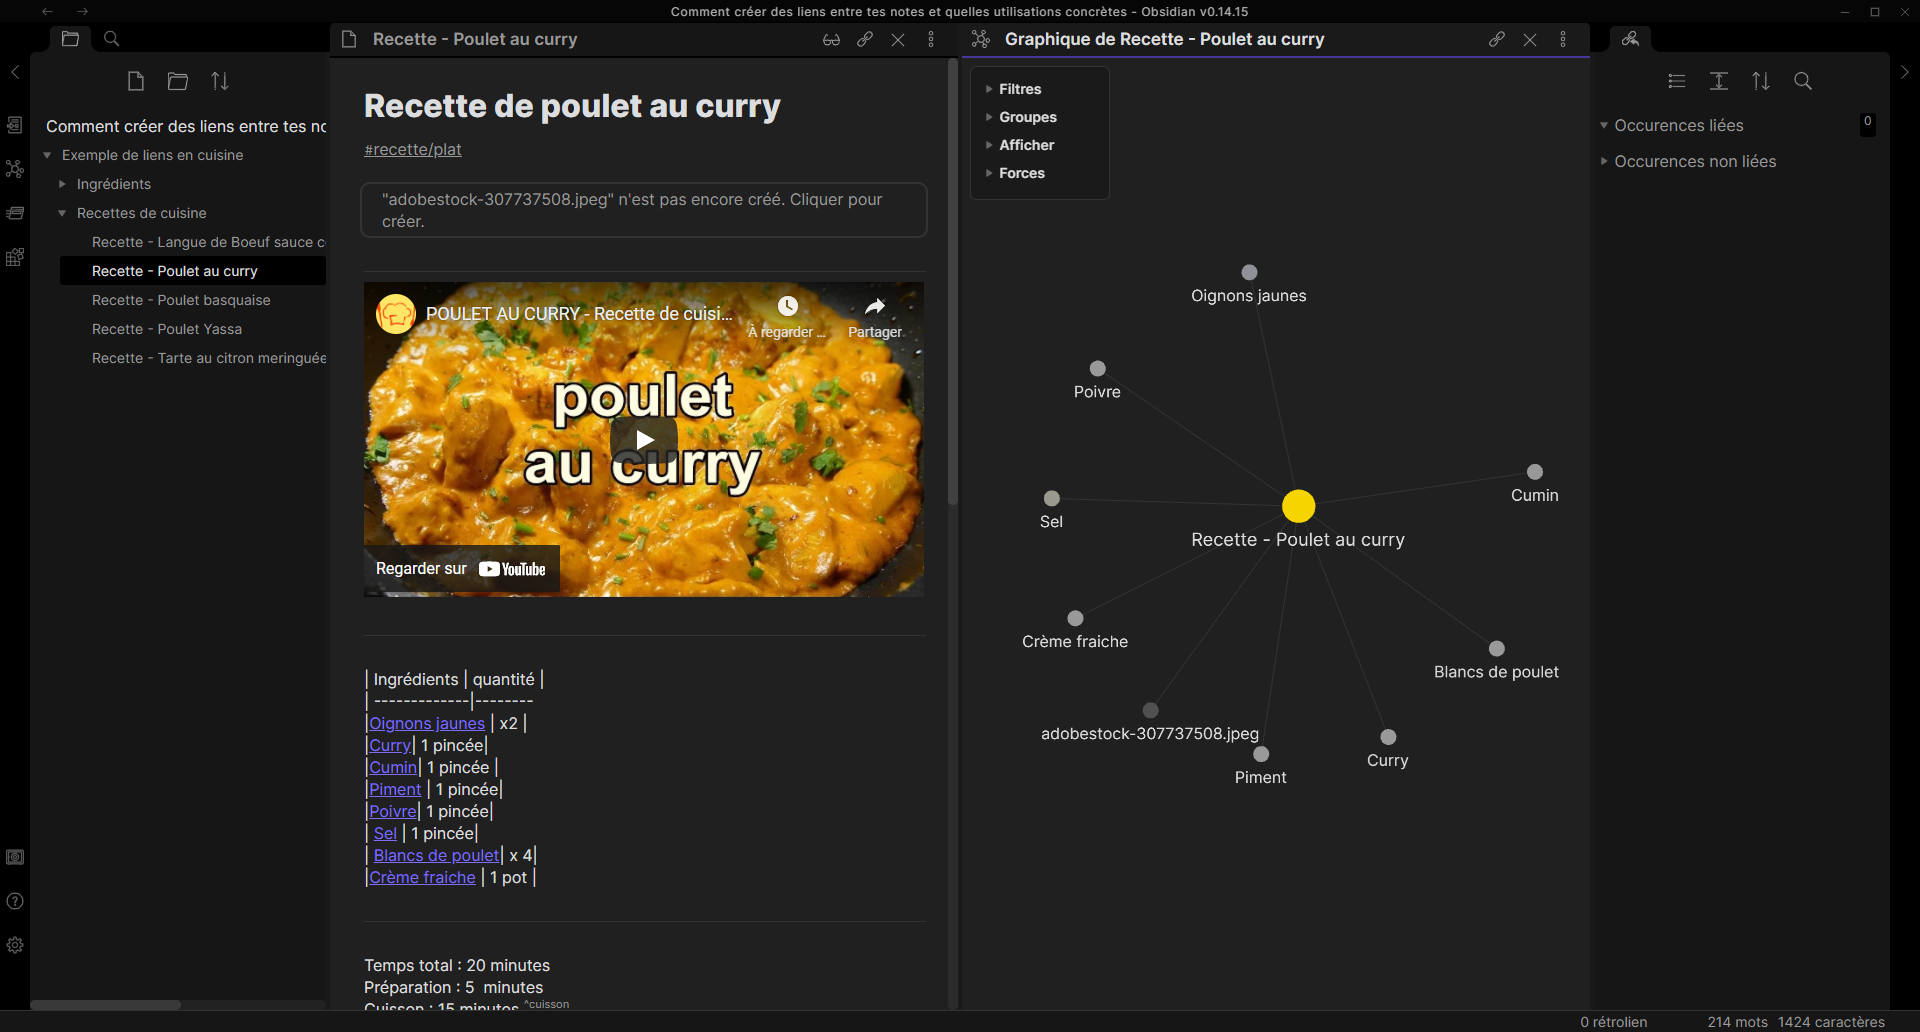 Comment créer des liens entre tes notes et quelles utilisations concrètes - Obsidian v0.14.15
Comment créer des liens entre tes no
Exemple de liens en cuisine
Ingrédients
Recettes de cuisine
Recette - Langue de Boeuf sauce c
Recette - Poulet au curry
Recette - Poulet basquaise
Recette - Poulet Yassa
Recette - Tarte au citron meringuée
Recette - Poulet au curry
Recette de poulet au curry
#recette/plat
"adobestock-307737508.jpeg" n'est pas encore créé. Cliquer pour
créer.
POULET AU CURRY - Recette de cuisi...
À regarder ...
Partager
poulet
au curry
Regarder sur YouTube
| Ingrédients | quantité |
| -------------|--------
|Oignons jaunes | x2 |
|Curry| 1 pincée|
|Cumin| 1 pincée |
|Piment | 1 pincée|
|Poivre| 1 pincée|
| Sel | 1 pincée|
| Blancs de poulet| x 4|
|Crème fraiche | 1 pot |
Temps total : 20 minutes
Préparation : 5  minutes
Cuisson : 15 minutes ^cuisson
Graphique de Recette - Poulet au curry
Filtres
Groupes
Afficher
Forces
Oignons jaunes
Poivre
Cumin
Sel
Recette - Poulet au curry
Crème fraiche
Blancs de poulet
adobestock-307737508.jpeg
Piment
Curry
Occurences liées
0
Occurences non liées
0 rétrolien
214 mots
1424 caractères